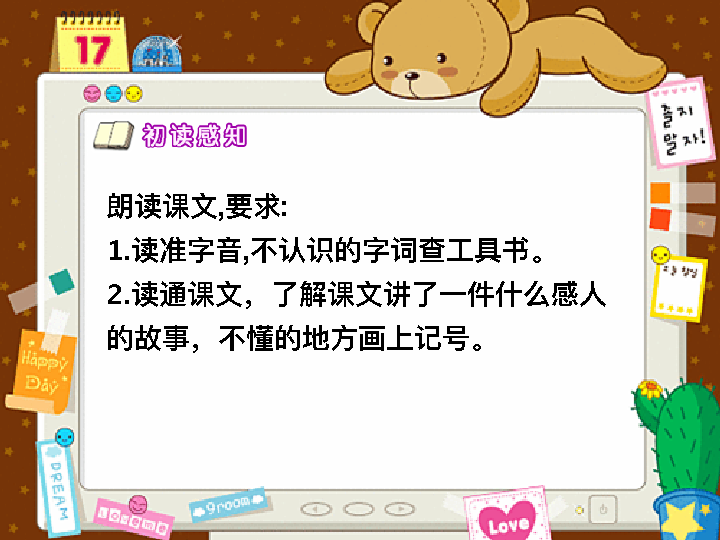 17
졸지
말자!
初读感知
朗读课文,要求:
1.读准字音,不认识的字词查工具书。
2.读通课文，了解课文讲了一件什么感人
的故事，不懂的地方画上记号。
Happy
Day
DREAM
Love me
9room
Love